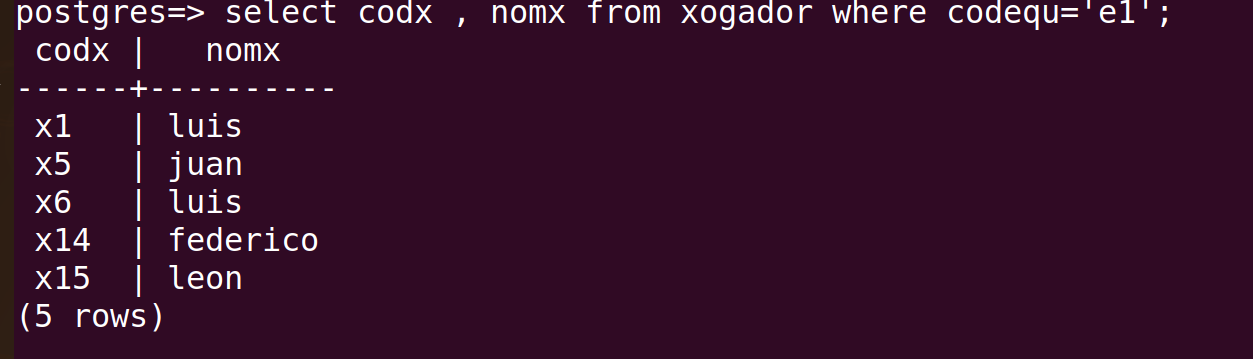 postgres=> select codx , nomx from xogador where codequ='e1';
 codx |   nomx
------+----------
 x1   | luis
 x5   | juan
 x6   | luis
 x14  | federico
 x15  | leon
(5 rows)